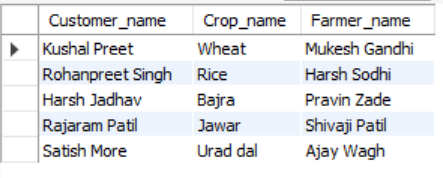 Customer_name Crop_name Farmer_name
Kushal Preet Wheat Mukesh Gandhi
Rohanpreet Singh Rice Harsh Sodhi
Harsh Jadhav Bajra Pravin Zade
Rajaram Patil Jawar Shivaji Patil
Satish More Urad dal Ajay Wagh